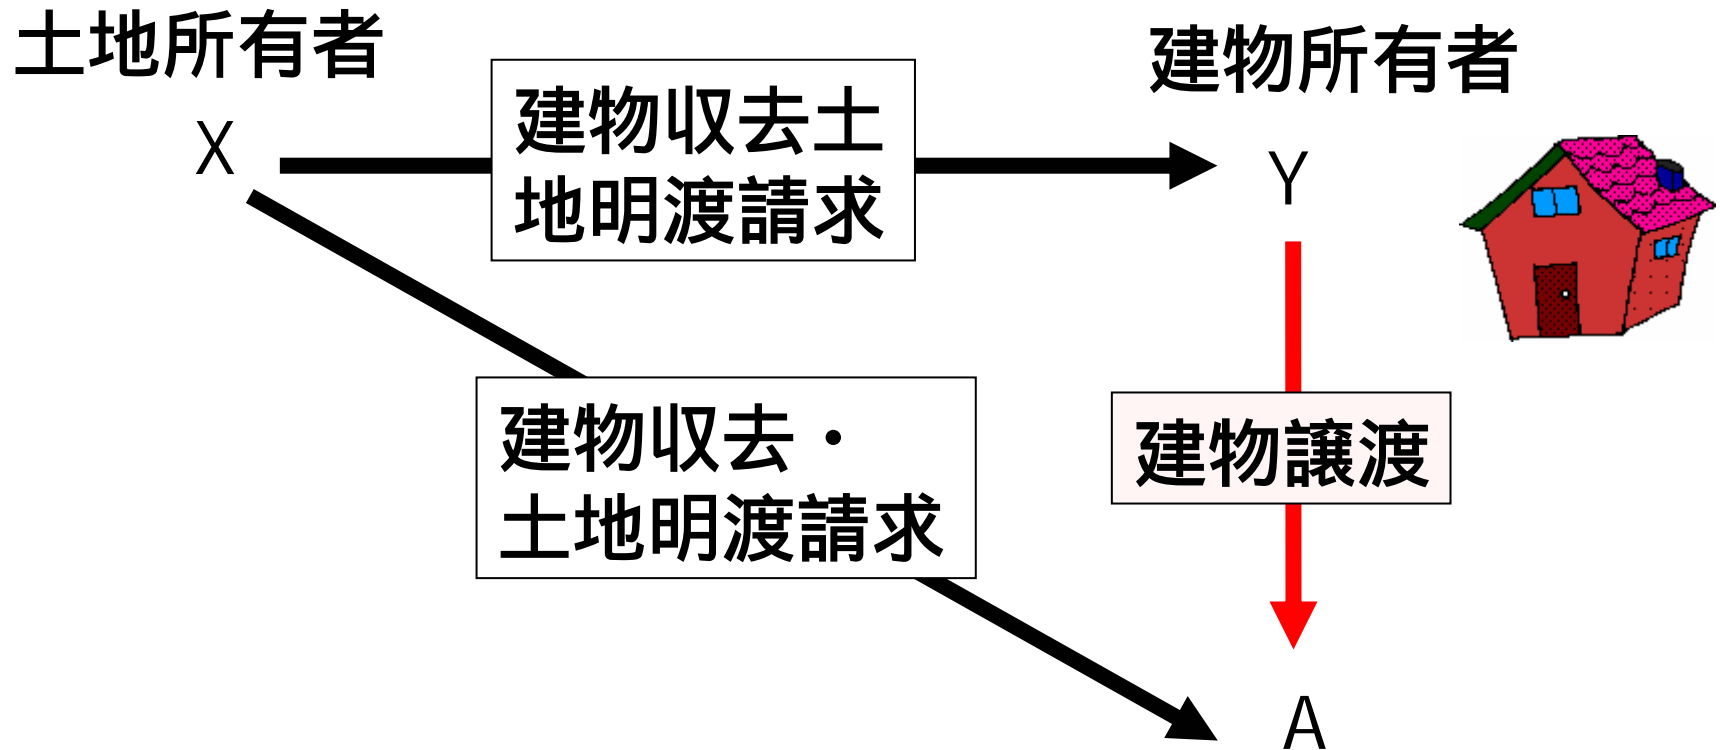 土地所有者
X
建物収去土
地明渡請求
建物所有者
Y
建物収去・
土地明渡請求
建物譲渡
A